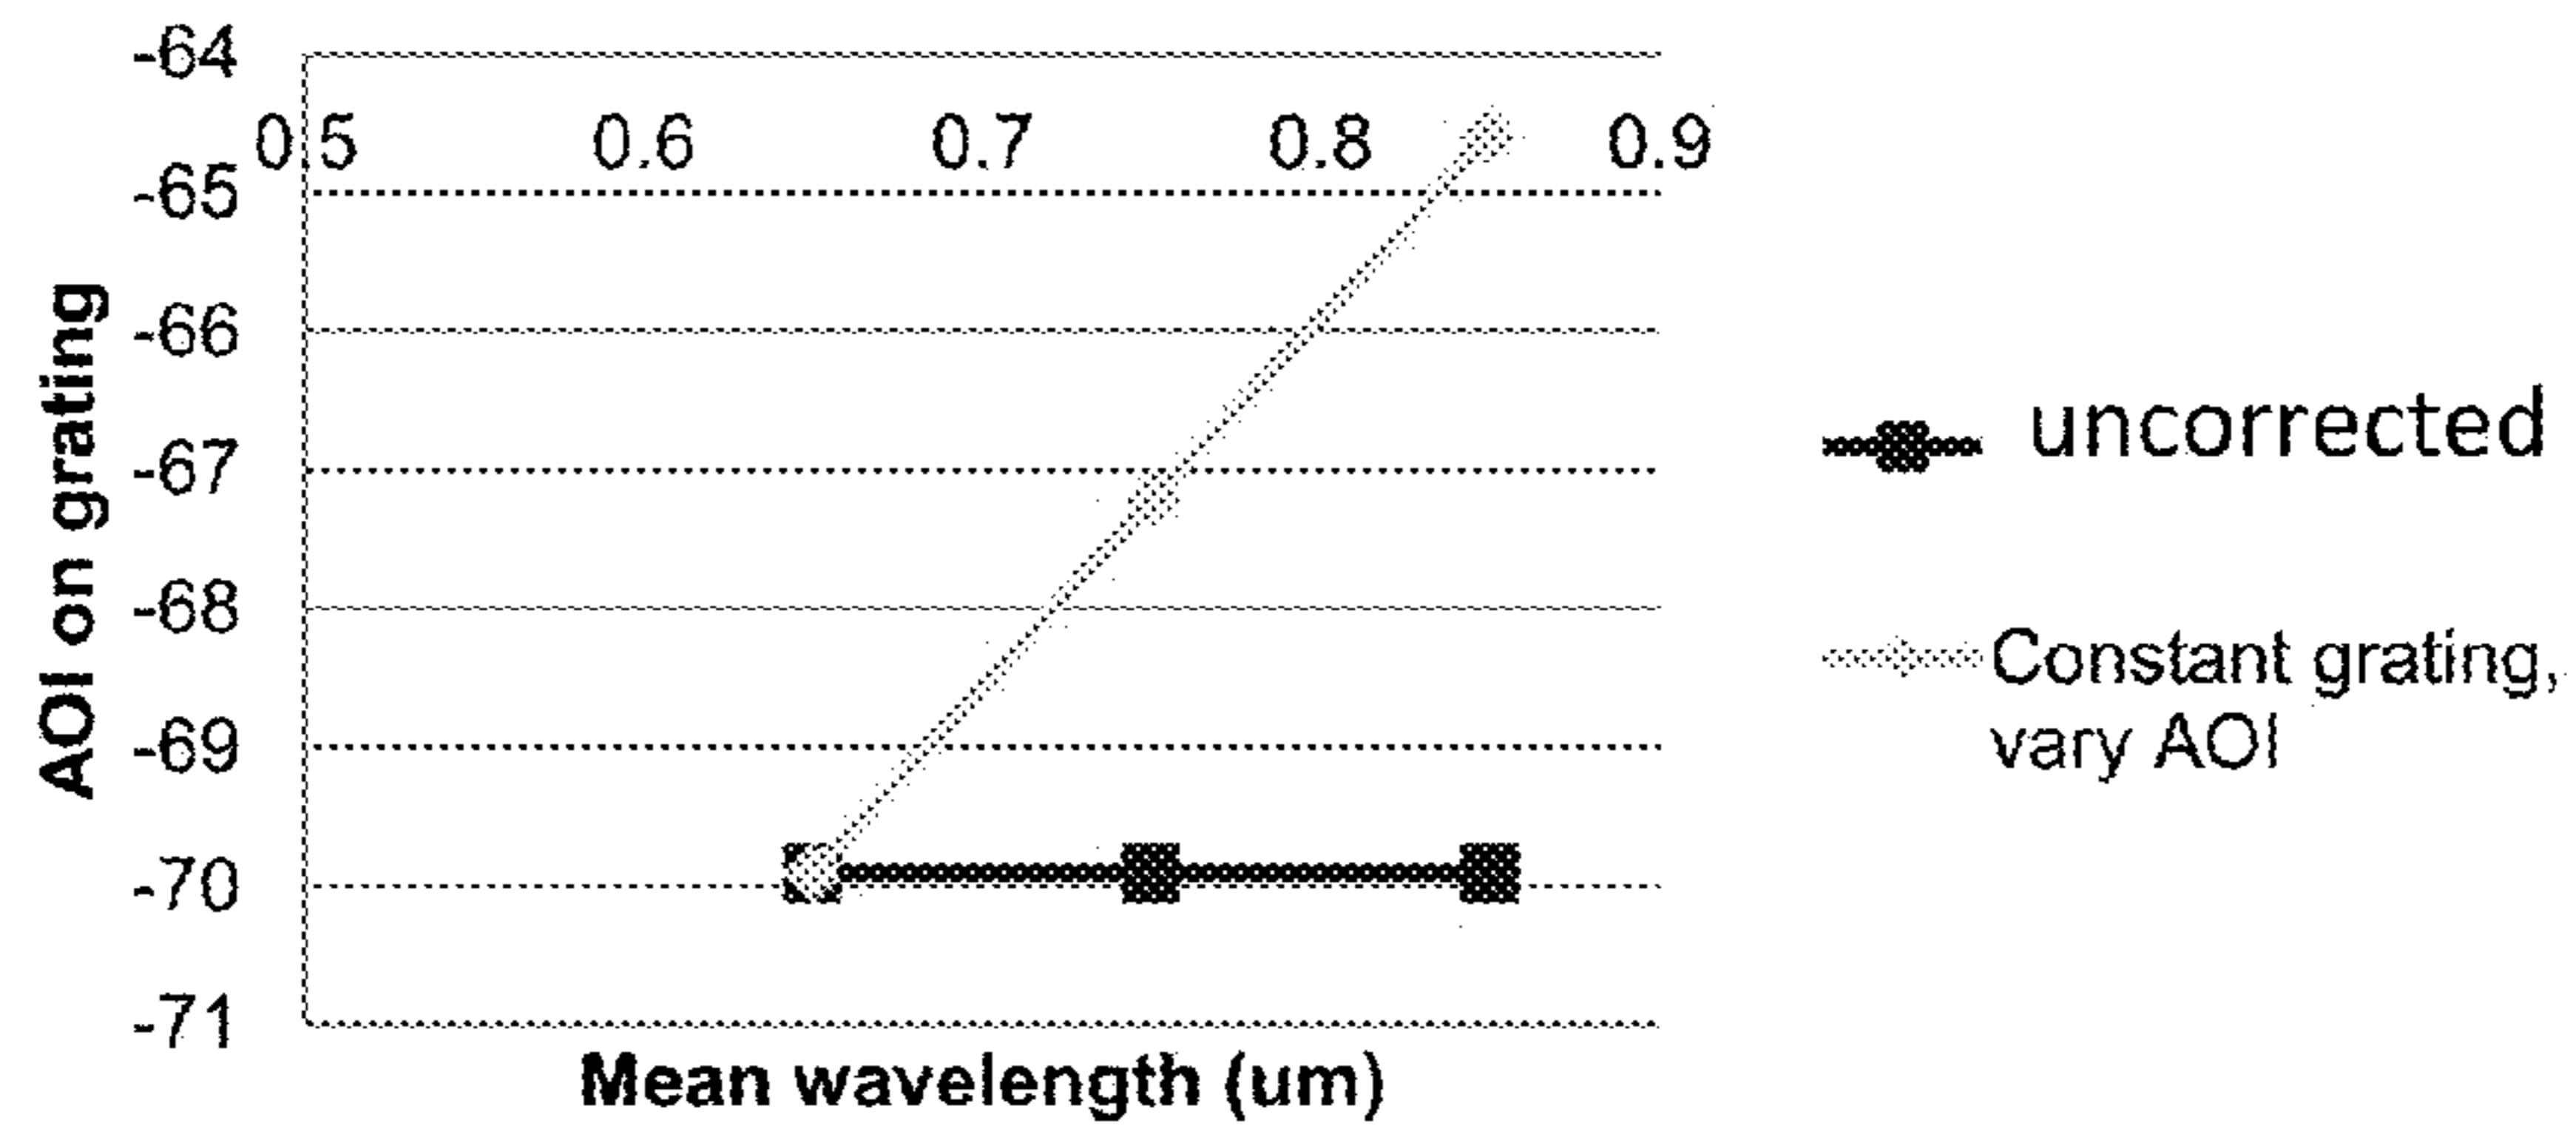 -64
0.5 0.6 0.7 0.8 0.9
-65
-66
-67
-68
-69
-70
-71
AOI on grating
Mean wavelength (um)
uncorrected
Constant grating,
vary AOI